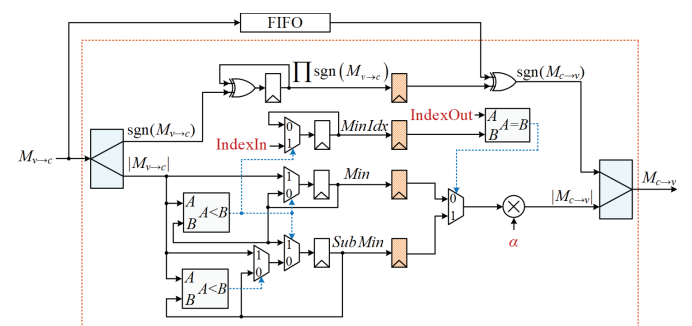 FIFO
∏ sgn(M_{v→c})
sgn(M_{c→v})
IndexOut
A
B
A=B
0
1
MinIdx
IndexIn
sgn(M_{v→c})
M_{v→c}
|M_{v→c}|
1
0
Min
A
B
A<B
0
1
α
|M_{c→v}|
M_{c→v}
1
0
SubMin
1
0
A
B
A<B